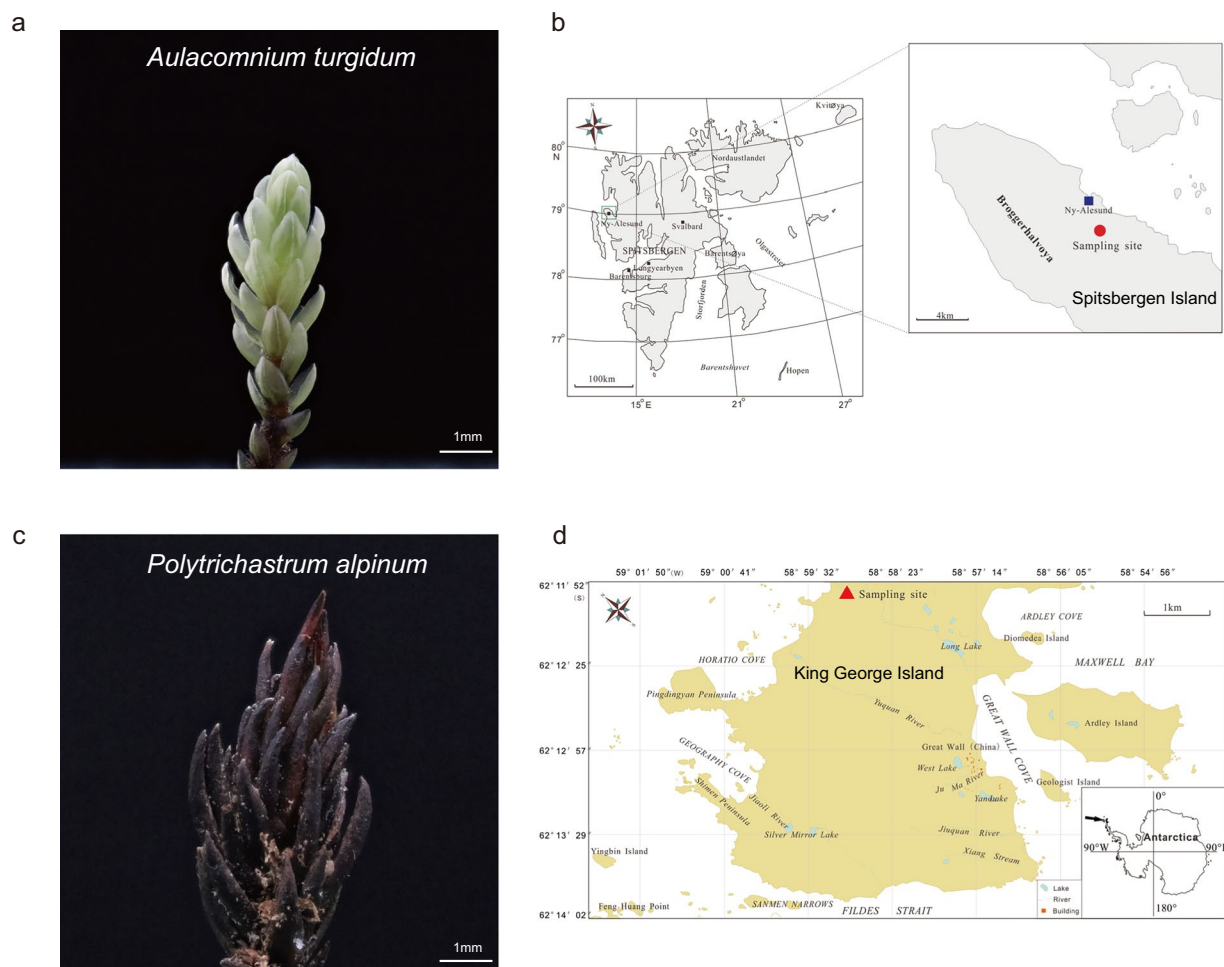 a
Aulacomnium turgidum
1mm
b
N
S
80°
N
79°
78°
77°
Kvitøya
Nordaustlandet
Ny-Alesund
Svalbard
SPITSBERGEN
Longyearbyen
Barentsburg
Barentsøya
Olgastretet
Storfjorden
Barentshavet
Hopen
100km
15°E
21°
27°
Ny-Alesund
Sampling site
Broggerhalvoya
Spitsbergen Island
4km
c
Polytrichastrum alpinum
1mm
d
59° 01′ 50″(W)
59° 00′ 41″
58° 59′ 32″
58° 58′ 23″
58° 57′ 14″
58° 56′ 05″
58° 54′ 56″
62° 11′ 52″
(S)
62° 12′ 25″
62° 12′ 57″
62° 13′ 29″
62° 14′ 02″
Sampling site
1km
ARDLEY COVE
Diomedea Island
Long Lake
MAXWELL BAY
HORATIO COVE
King George Island
Pingdingyan Peninsula
Yuquan River
GREAT WALL COVE
Ardley Island
Great Wall (China)
GEOGRAPHY COVE
West Lake
Ju Ma River
Geologist Island
Shimen Peninsula
Jiaoli River
YanouLake
Silver Mirror Lake
Jiuquan River
Xiang Stream
Yingbin Island
Feng Huang Point
SANMEN NARROWS
FILDES STRAIT
Lake
River
Building
0°
Antarctica
90°W
90°E
180°